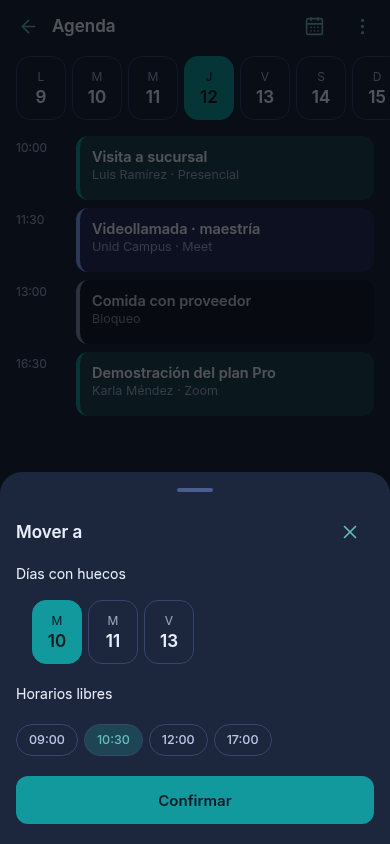 Agenda
L M M J V S D
9 10 11 12 13 14 15
10:00
Visita a sucursal
Luis Ramírez · Presencial
11:30
Videollamada · maestría
Unid Campus · Meet
13:00
Comida con proveedor
Bloqueo
16:30
Demostración del plan Pro
Karla Méndez · Zoom
Mover a
Días con huecos
M M V
10 11 13
Horarios libres
09:00 10:30 12:00 17:00
Confirmar